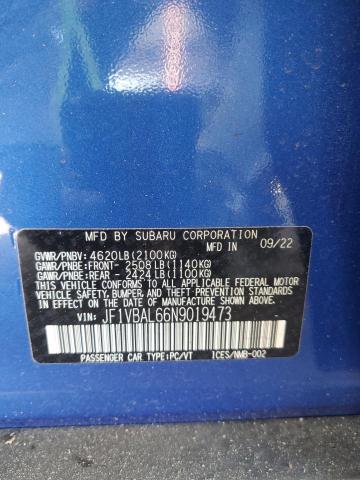 MFD BY SUBARU CORPORATION
MFD IN 09/22
GVWR/PNBV: 4620LB(2100KG)
GAWR/PNBE:FRONT- 2508LB(1140KG)
GAWR/PNBE:REAR - 2424LB(1100KG)
THIS VEHICLE CONFORMS TO ALL APPLICABLE FEDERAL MOTOR
VEHICLE SAFETY, BUMPER, AND THEFT PREVENTION STANDARDS
IN EFFECT ON THE DATE OF MANUFACTURE SHOWN ABOVE.
VIN: JF1VBAL66N9019473
PASSENGER CAR TYPE:PC/VT ICES/NMB-002